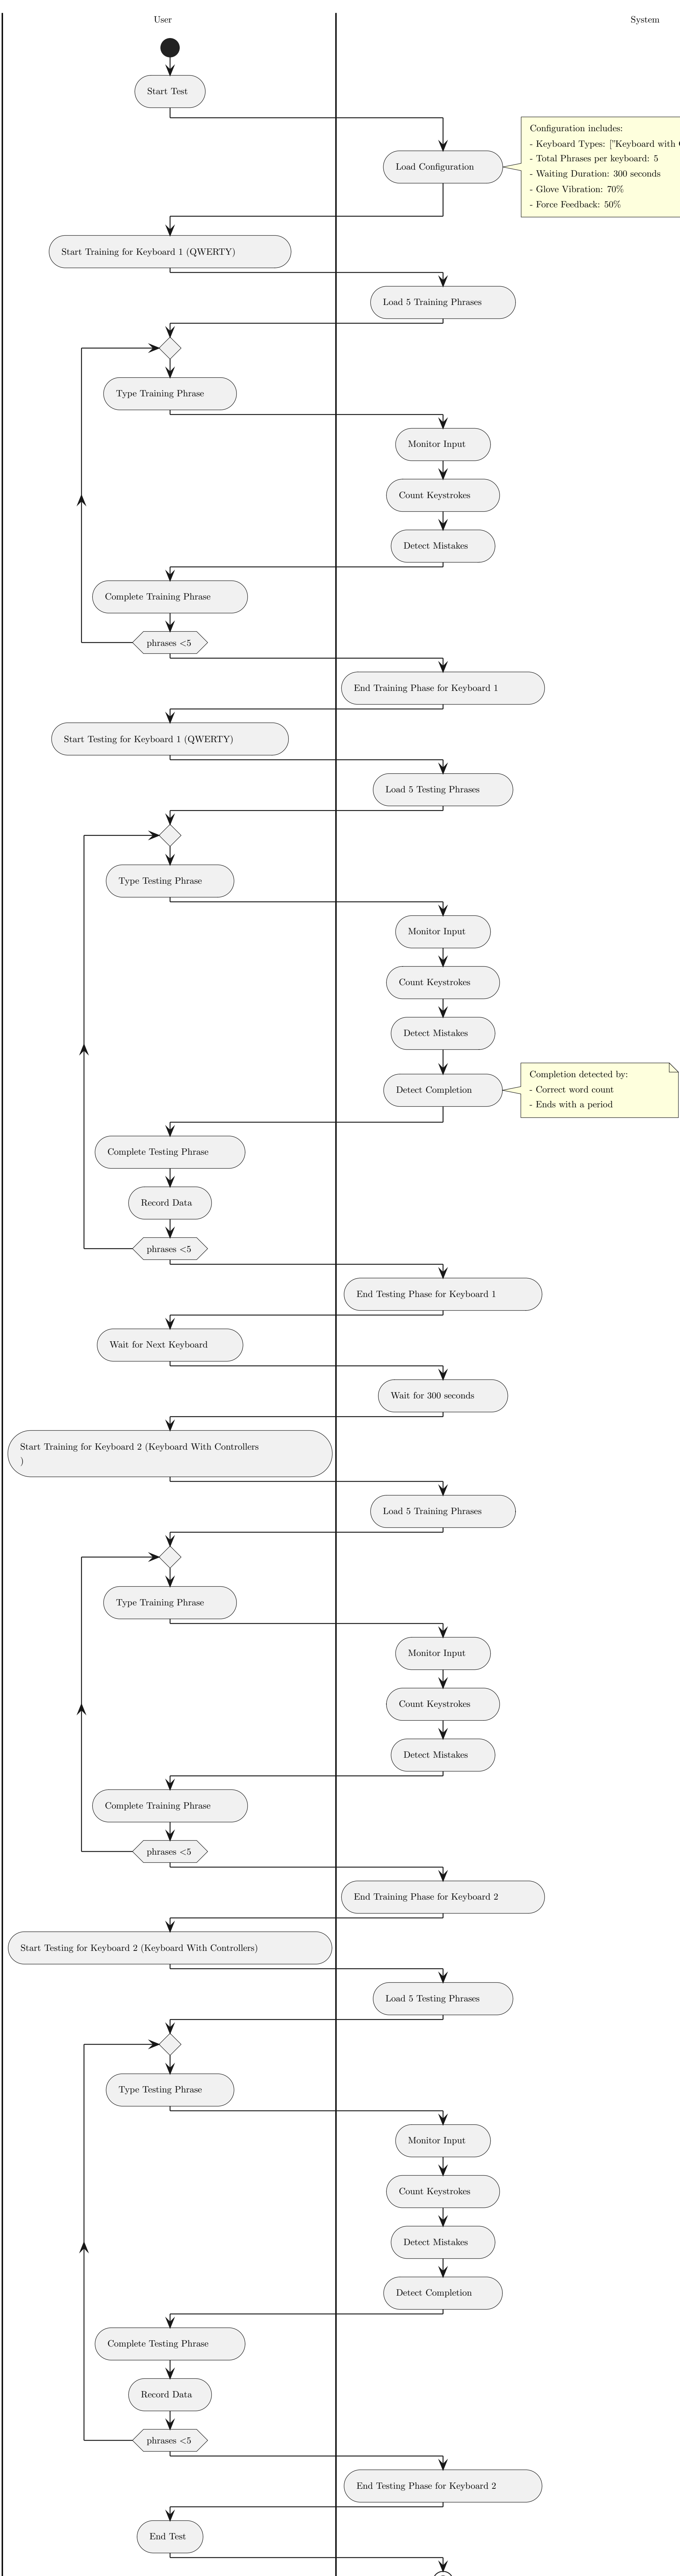 User
System
Start Test
Configuration includes:
- Keyboard Types: ["Keyboard with
- Total Phrases per keyboard: 5
- Waiting Duration: 300 seconds
- Glove Vibration: 70%
- Force Feedback: 50%
Load Configuration
Start Training for Keyboard 1 (QWERTY)
Load 5 Training Phrases
Type Training Phrase
Monitor Input
Count Keystrokes
Detect Mistakes
Complete Training Phrase
phrases <5
End Training Phase for Keyboard 1
Start Testing for Keyboard 1 (QWERTY)
Load 5 Testing Phrases
Type Testing Phrase
Monitor Input
Count Keystrokes
Detect Mistakes
Detect Completion
Completion detected by:
- Correct word count
- Ends with a period
Complete Testing Phrase
Record Data
phrases <5
End Testing Phase for Keyboard 1
Wait for Next Keyboard
Wait for 300 seconds
Start Training for Keyboard 2 (Keyboard With Controllers
)
Load 5 Training Phrases
Type Training Phrase
Monitor Input
Count Keystrokes
Detect Mistakes
Complete Training Phrase
phrases <5
End Training Phase for Keyboard 2
Start Testing for Keyboard 2 (Keyboard With Controllers)
Load 5 Testing Phrases
Type Testing Phrase
Monitor Input
Count Keystrokes
Detect Mistakes
Detect Completion
Complete Testing Phrase
Record Data
phrases <5
End Testing Phase for Keyboard 2
End Test